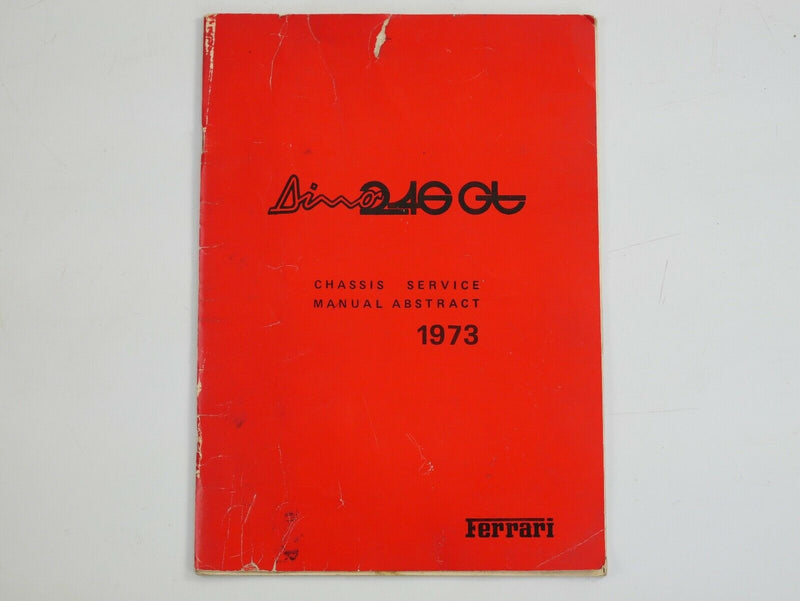 Dino 246 GT
CHASSIS SERVICE
MANUAL ABSTRACT
1973
Ferrari